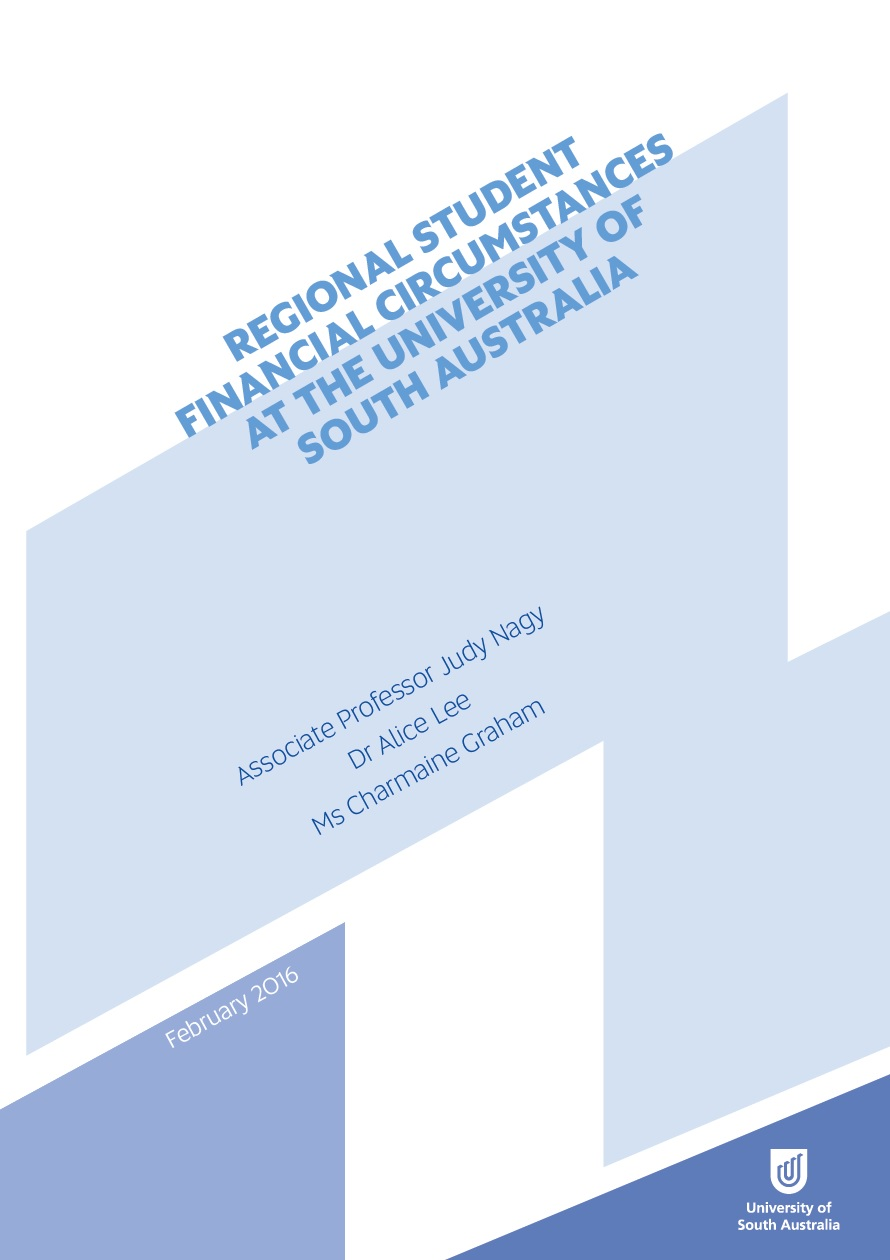 REGIONAL STUDENT
FINANCIAL CIRCUMSTANCES
AT THE UNIVERSITY OF
SOUTH AUSTRALIA
Associate Professor Judy Nagy
Dr Alice Lee
Ms Charmaine Graham
February 2016
University of
South Australia